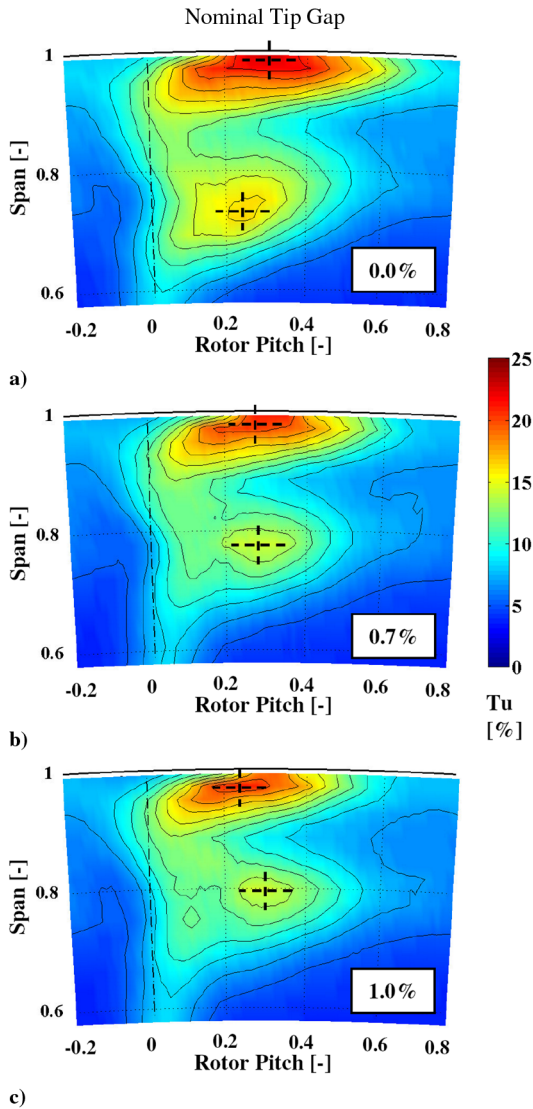 Nominal Tip Gap
1
0.8
0.6
Span [-]
0.0%
-0.2 0 0.2 0.4 0.6 0.8
Rotor Pitch [-]
a)
1
0.8
0.6
Span [-]
0.7%
-0.2 0 0.2 0.4 0.6 0.8
Rotor Pitch [-]
b)
25
20
15
10
5
0
Tu
[%]
1
0.8
0.6
Span [-]
1.0%
-0.2 0 0.2 0.4 0.6 0.8
Rotor Pitch [-]
c)